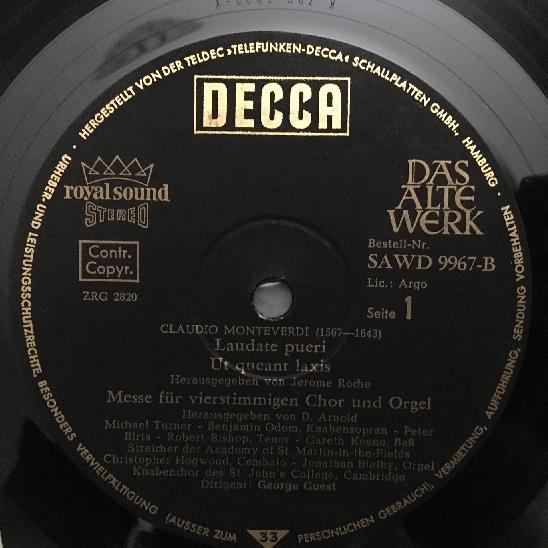 · HERGESTELLT VON DER TELDEC »TELEFUNKEN-DECCA« SCHALLPLATTEN GMBH., HAMBURG ·
URHEBER- UND LEISTUNGSSCHUTZRECHTE, BESONDERS VERVIELFÄLTIGUNG (AUSSER ZUM PERSÖNLICHEN GEBRAUCH), VERMIETUNG, AUFFÜHRUNG, SENDUNG VORBEHALTEN
DECCA
royal sound
STEREO
DAS
ALTE
WERK
Contr.
Copyr.
Bestell-Nr.
SAWD 9967-B
Lic.: Argo
ZRG 2820
Seite 1
CLAUDIO MONTEVERDI (1567—1643)
Laudate pueri
Ut queant laxis
Herausgegeben von Jerome Roche
Messe für vierstimmigen Chor und Orgel
Herausgegeben von D. Arnold
Michael Turner - Benjamin Odom, Knabensopran - Peter
Birts - Robert Bishop, Tenor - Gareth Keene, Baß
Streicher der Academy of St. Martin-in-the-Fields
Christopher Hogwood, Cembalo - Jonathan Bielby, Orgel
Knabenchor des St. John's College, Cambridge
Dirigent: George Guest
33